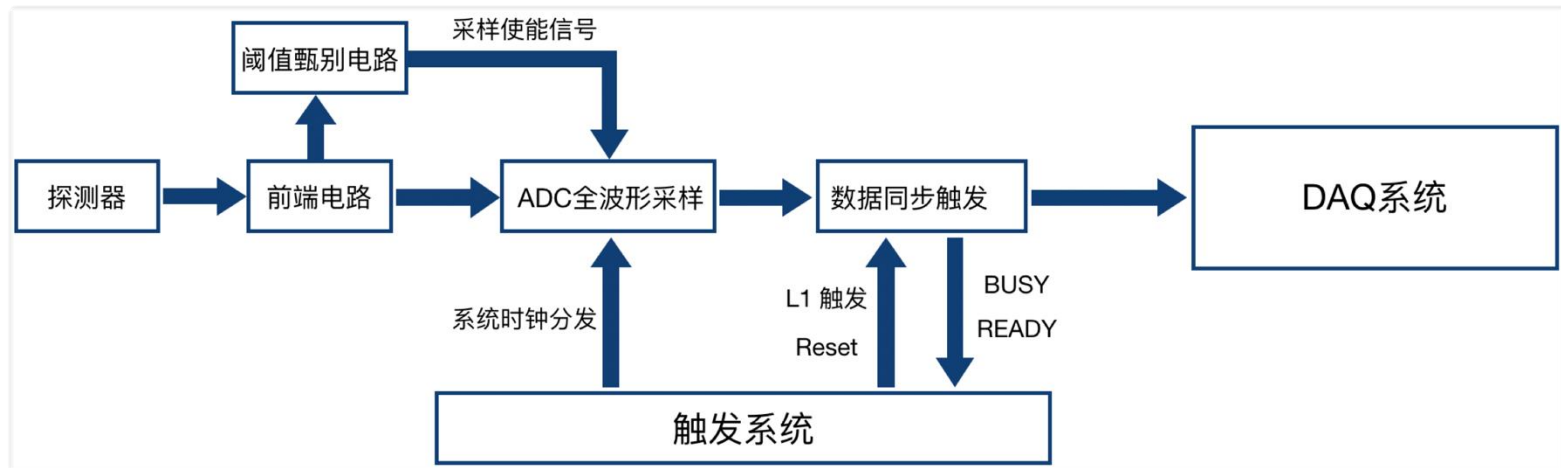 采样使能信号
阈值甄别电路
探测器
前端电路
ADC全波形采样
数据同步触发
DAQ系统
系统时钟分发
L1 触发
Reset
BUSY
READY
触发系统